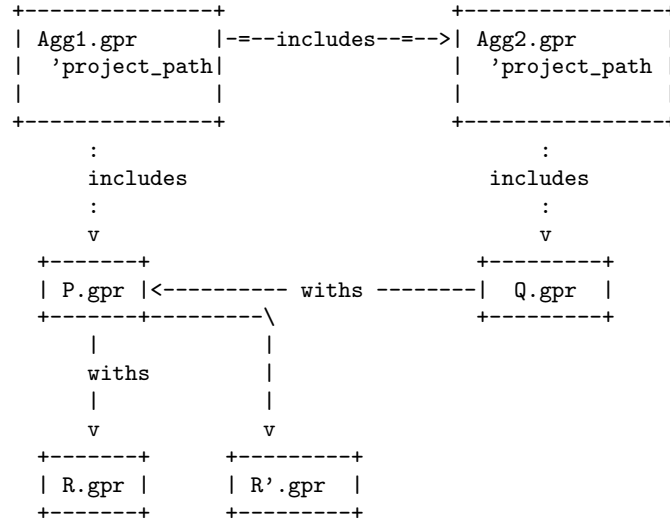 +---------------+                  +----------------+
| Agg1.gpr      |-=--includes--=-->| Agg2.gpr       |
|  'project_path|                  |  'project_path |
|               |                  |                |
+---------------+                  +----------------+
      :                                   :
      includes                        includes
      :                                   :
      v                                   v
  +-------+                          +---------+
  | P.gpr |<---------- withs --------|  Q.gpr  |
  +-------+---------\                +---------+
      |             |
      withs         |
      |             |
      v             v
  +-------+      +---------+
  | R.gpr |      | R'.gpr  |
  +-------+      +---------+